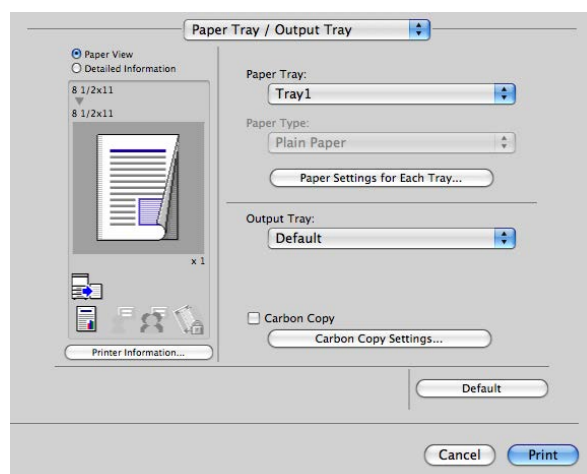 Paper Tray / Output Tray
Paper View
Detailed Information
8 1/2x11
8 1/2x11
x 1
Printer Information...
Paper Tray:
Tray1
Paper Type:
Plain Paper
Paper Settings for Each Tray...
Output Tray:
Default
Carbon Copy
Carbon Copy Settings...
Default
Cancel
Print